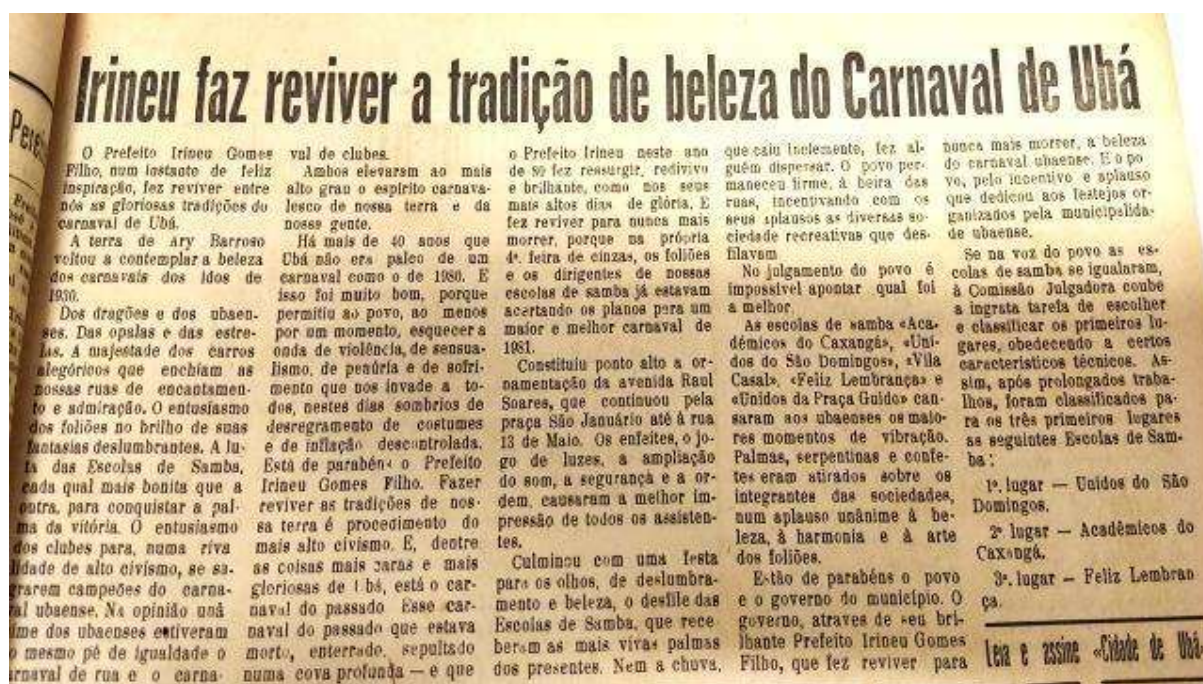 Irineu faz reviver a tradição de beleza do Carnaval de Ubá
O Prefeito Irineu Gomes
Filho, num instante de feliz
inspiração, fez reviver entre
nós as gloriosas tradições do
carnaval de Ubá.
A terra de Ary Barroso
voltou a contemplar a beleza
dos carnavais dos idos de
1930.
Dos dragões e dos ubaen-
ses. Das opalas e das estre-
las. A majestade dos carros
alegóricos que enchiam as
nossas ruas de encantamen-
to e admiração. O entusiasmo
dos foliões no brilho de suas
fantasias deslumbrantes. A lu-
ta das Escolas de Samba,
cada qual mais bonita que a
outra, para conquistar a pal-
ma da vitória. O entusiasmo
dos clubes para, numa riva
lidade de alto civismo, se sa-
grarem campeões do carna-
val ubaense. Na opinião unâ
ime dos ubaenses estiveram
o mesmo pé de igualdade o
arnaval de rua e o carna-
val de clubes.
Ambos elevaram ao mais
alto grau o espírito carnava-
lesco de nossa terra e da
nossa gente.
Há mais de 40 anos que
Ubá não era palco de um
carnaval como o de 1980. E
isso foi muito bom, porque
permitiu ao povo, ao menos
por um momento, esquecer a
onda de violência, de sensua-
lismo, de penúria e de sofri-
mento que nos invade a to-
dos, nestes dias sombrios de
desregramento de costumes
e de inflação descontrolada.
Está de parabéns o Prefeito
Irineu Gomes Filho. Fazer
reviver as tradições de nos-
sa terra é procedimento do
mais alto civismo. E, dentre
as coisas mais caras e mais
gloriosas de Ubá, está o car-
naval do passado Esse car-
naval do passado que estava
morto, enterrado, sepultado
numa cova profunda — e que
o Prefeito Irineu neste ano
de 80 fez ressurgir, redivivo
e brilhante, como nos seus
mais altos dias de glória. E
fez reviver para nunca mais
morrer, porque na própria
4ª. feira de cinzas, os foliões
e os dirigentes de nossas
escolas de samba já estavam
acertando os planos para um
maior e melhor carnaval de
1981.
Constituiu ponto alto a or-
namentação da avenida Raul
Soares, que continuou pela
praça São Januário até à rua
13 de Maio. Os enfeites, o jo-
go de luzes, a ampliação
do som, a segurança e a or-
dem, causaram a melhor im-
pressão de todos os assisten-
tes.
Culminou com uma festa
para os olhos, de deslumbra-
mento e beleza, o desfile das
Escolas de Samba, que rece
beram as mais vivas palmas
dos presentes. Nem a chuva,
que caiu inclemente, fez al-
guém dispersar. O povo per-
maneceu firme, à beira das
ruas, incentivando com os
seus aplausos as diversas so-
ciedade recreativas que des-
filavam
No julgamento do povo é
impossível apontar qual foi
a melhor.
As escolas de samba «Aca-
dêmicos do Caxangá», «Uni-
dos do São Domingos», «Vila
Casal», «Feliz Lembrança» e
«Unidos da Praça Guido» cau-
saram aos ubaenses os maio-
res momentos de vibração.
Palmas, serpentinas e confe-
tes eram atirados sobre os
integrantes das sociedades,
num aplauso unânime à be-
leza, à harmonia e à arte
dos foliões.
Estão de parabéns o povo
e o governo do município. O
governo, através de seu bri-
lhante Prefeito Irineu Gomes
Filho, que fez reviver para
nunca mais morrer, a beleza
do carnaval ubaense. E o po
vo, pelo incentivo e aplauso
que dedicou aos festejos or-
ganizados pela municipalida-
de ubaense.
Se na voz do povo as es-
colas de samba se igualaram,
à Comissão Julgadora coube
a ingrata tarefa de escolher
e classificar os primeiros lu-
gares, obedecendo a certos
característicos técnicos. As-
sim, após prolongados traba-
lhos, foram classificados pa-
ra os três primeiros lugares
as seguintes Escolas de Sam-
ba:
1º. lugar — Unidos do São
Domingos.
2º lugar — Acadêmicos do
Caxangá.
3º. lugar — Feliz Lembran
ça.
Leia e assine «Cidade de Ubá»